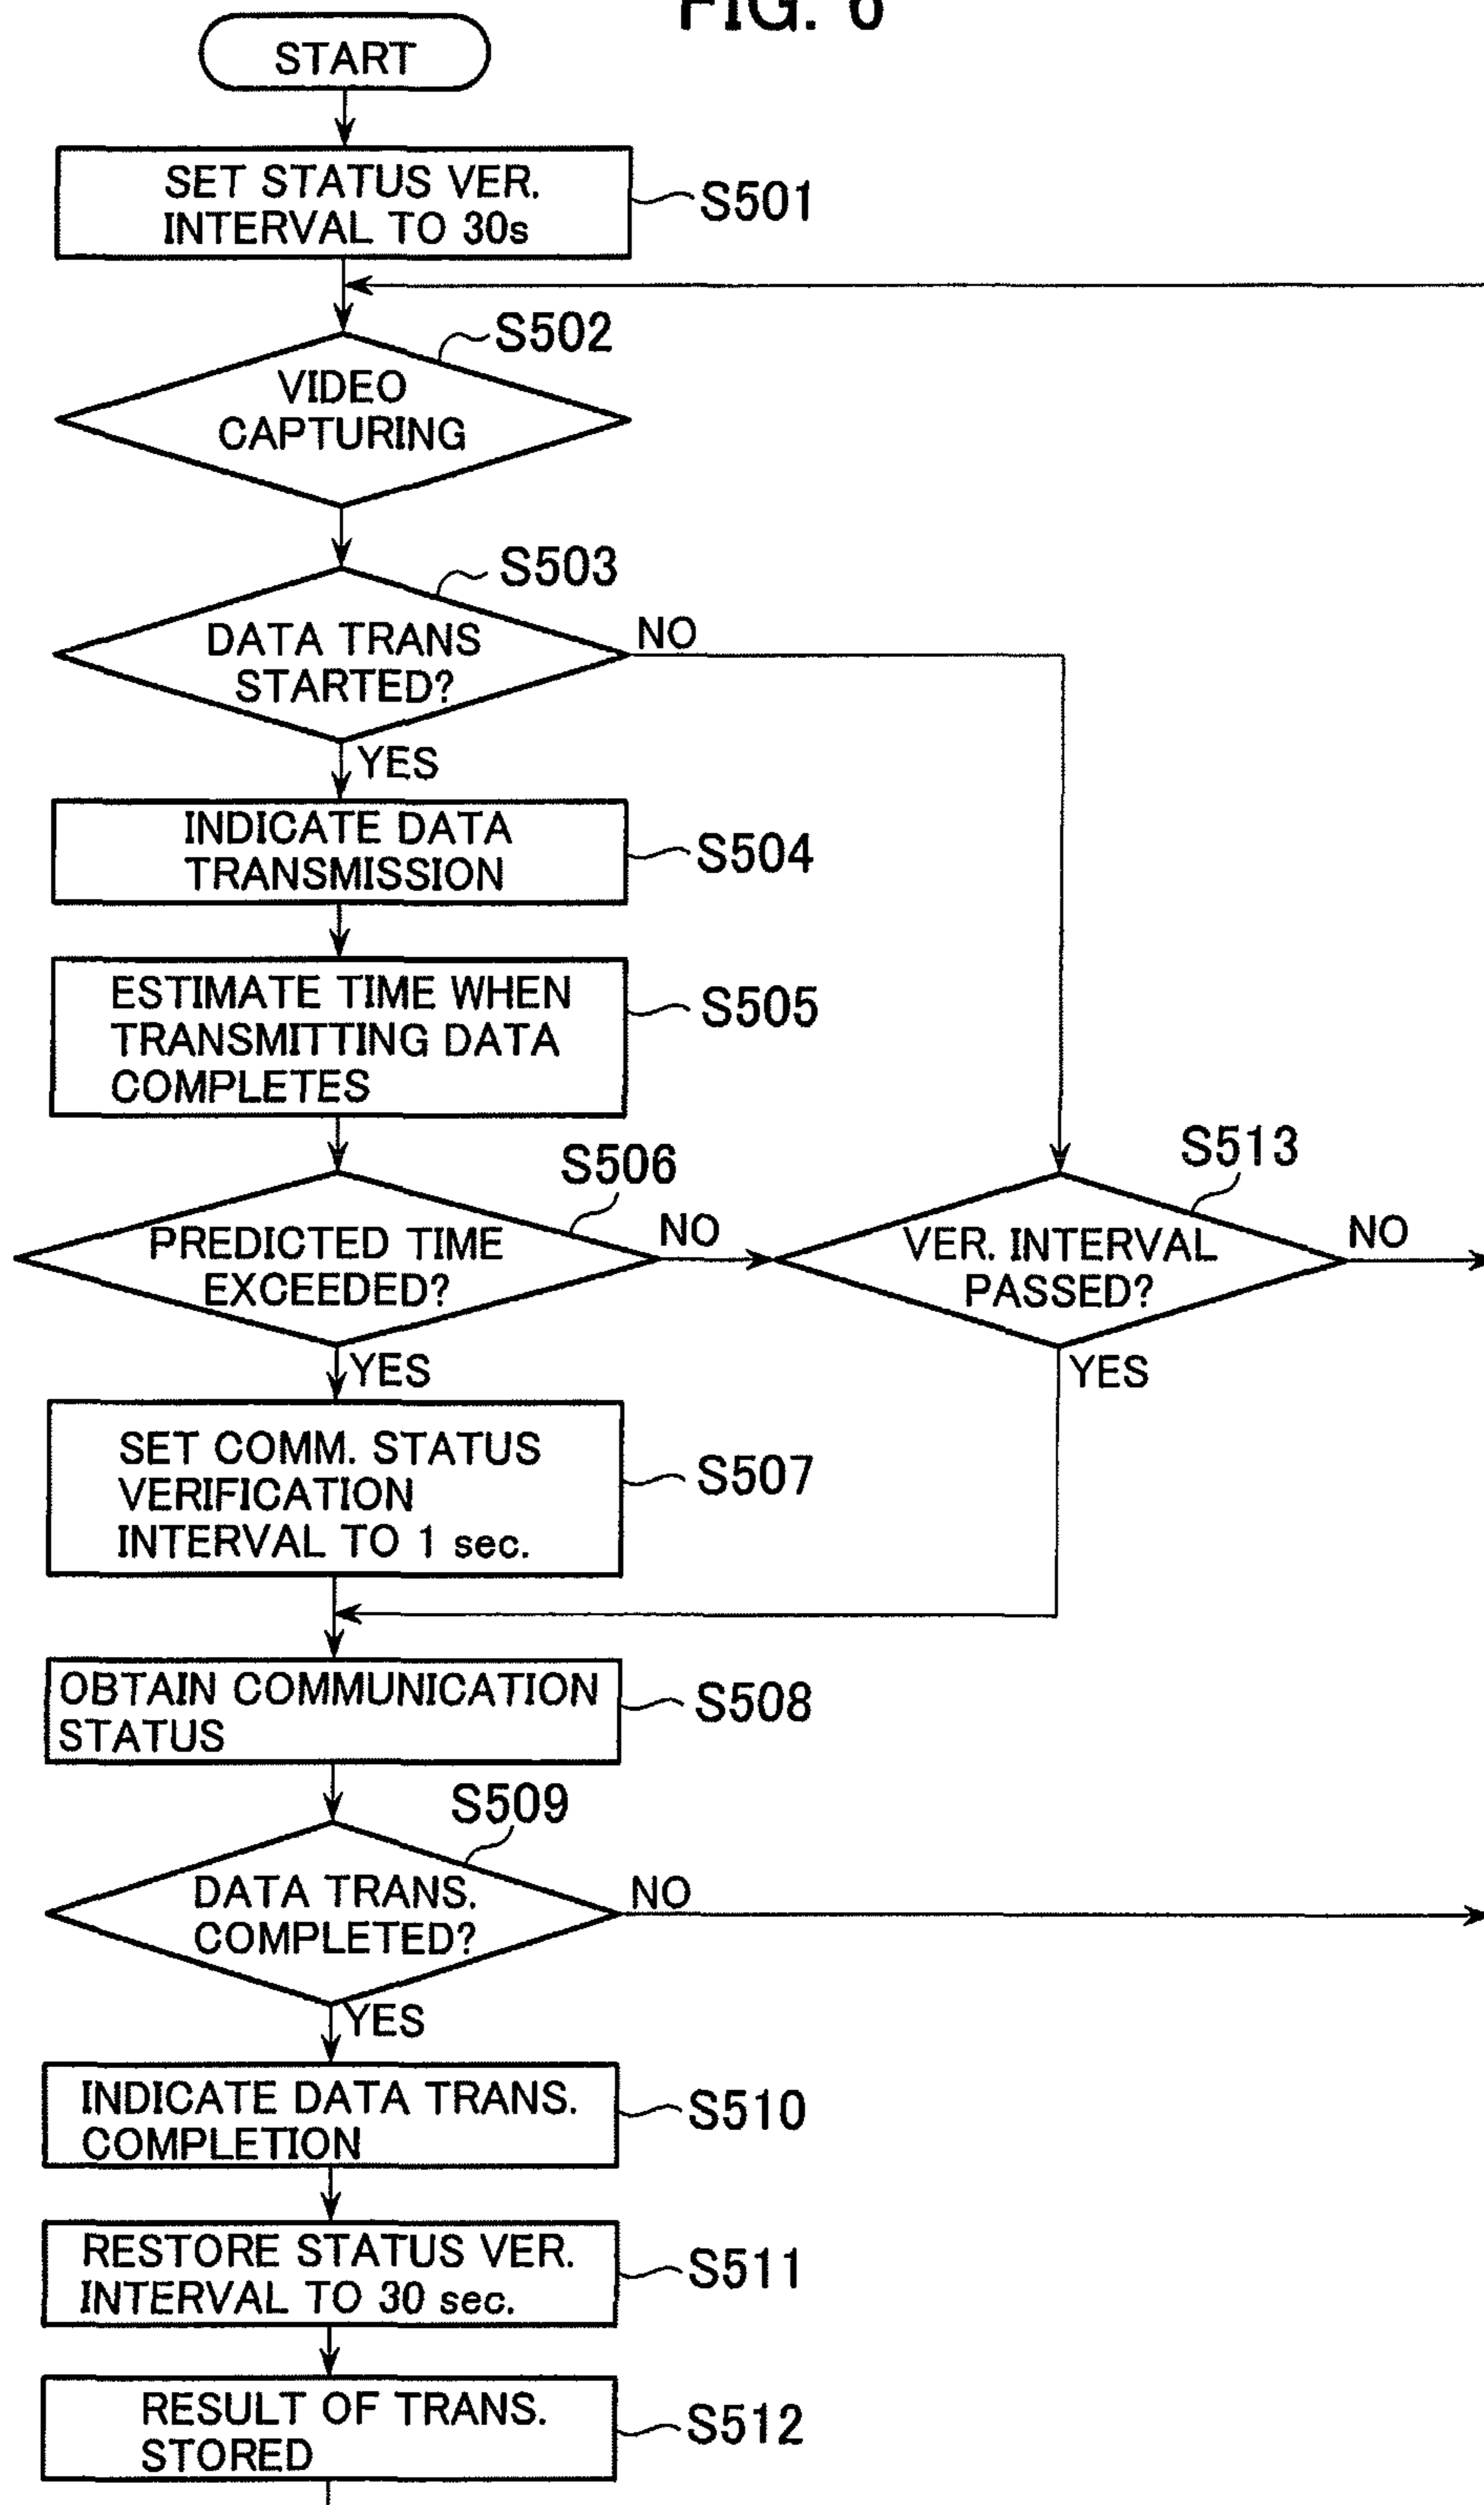 FIG. 6
START
SET STATUS VER.
INTERVAL TO 30s
S501
S502
VIDEO
CAPTURING
S503
DATA TRANS
STARTED?
NO
YES
INDICATE DATA
TRANSMISSION
S504
ESTIMATE TIME WHEN
TRANSMITTING DATA
COMPLETES
S505
S506
PREDICTED TIME
EXCEEDED?
NO
S513
VER. INTERVAL
PASSED?
NO
YES
YES
SET COMM. STATUS
VERIFICATION
INTERVAL TO 1 sec.
S507
OBTAIN COMMUNICATION
STATUS
S508
S509
DATA TRANS.
COMPLETED?
NO
YES
INDICATE DATA TRANS.
COMPLETION
S510
RESTORE STATUS VER.
INTERVAL TO 30 sec.
S511
RESULT OF TRANS.
STORED
S512